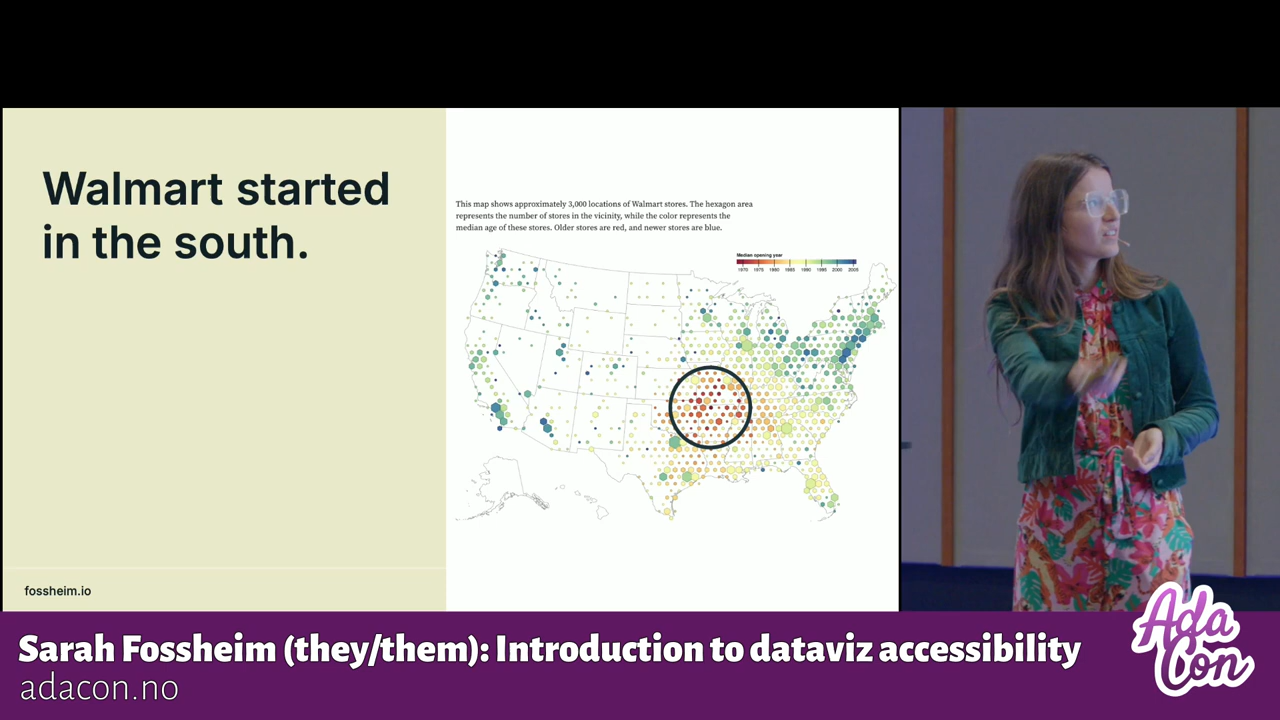 Walmart started
in the south.
This map shows approximately 3,000 locations of Walmart stores. The hexagon area
represents the number of stores in the vicinity, while the color represents the
median age of these stores. Older stores are red, and newer stores are blue.
Median opening year
1970 1975 1980 1985 1990 1995 2000 2005
fossheim.io
Sarah Fossheim (they/them): Introduction to dataviz accessibility
adacon.no
Ada
Con